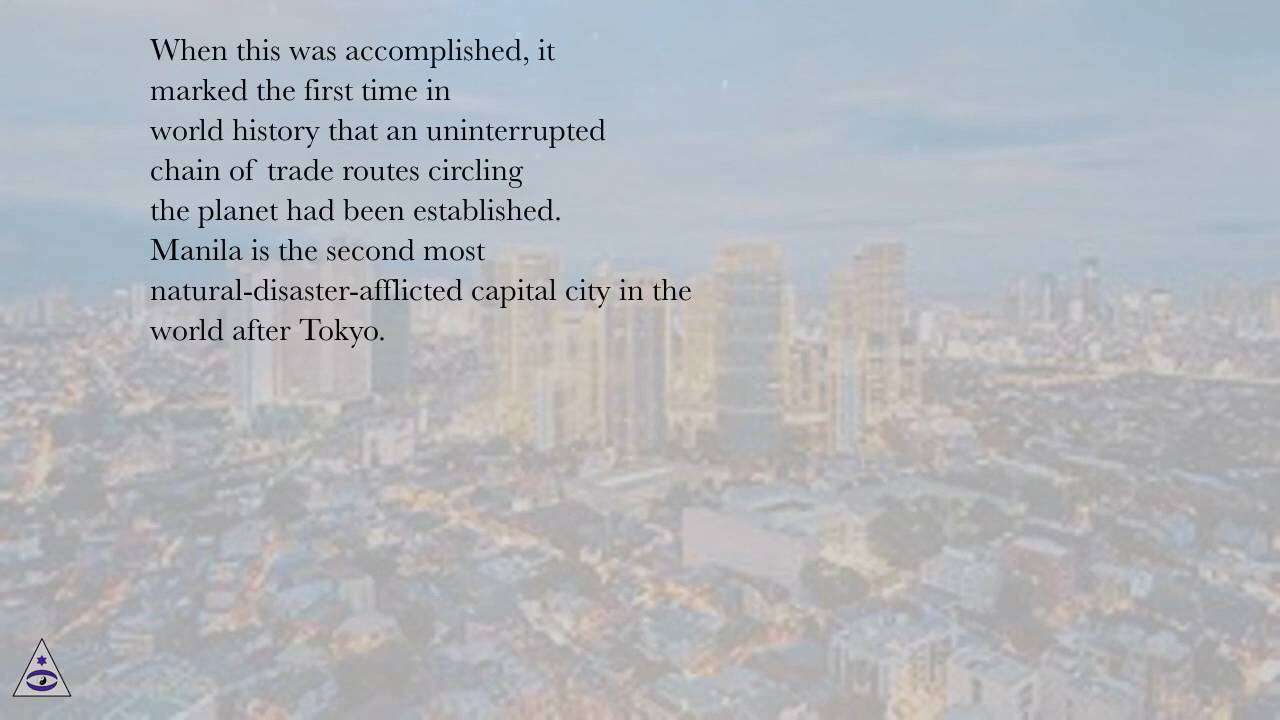 When this was accomplished, it
marked the first time in
world history that an uninterrupted
chain of trade routes circling
the planet had been established.
Manila is the second most
natural-disaster-afflicted capital city in the
world after Tokyo.